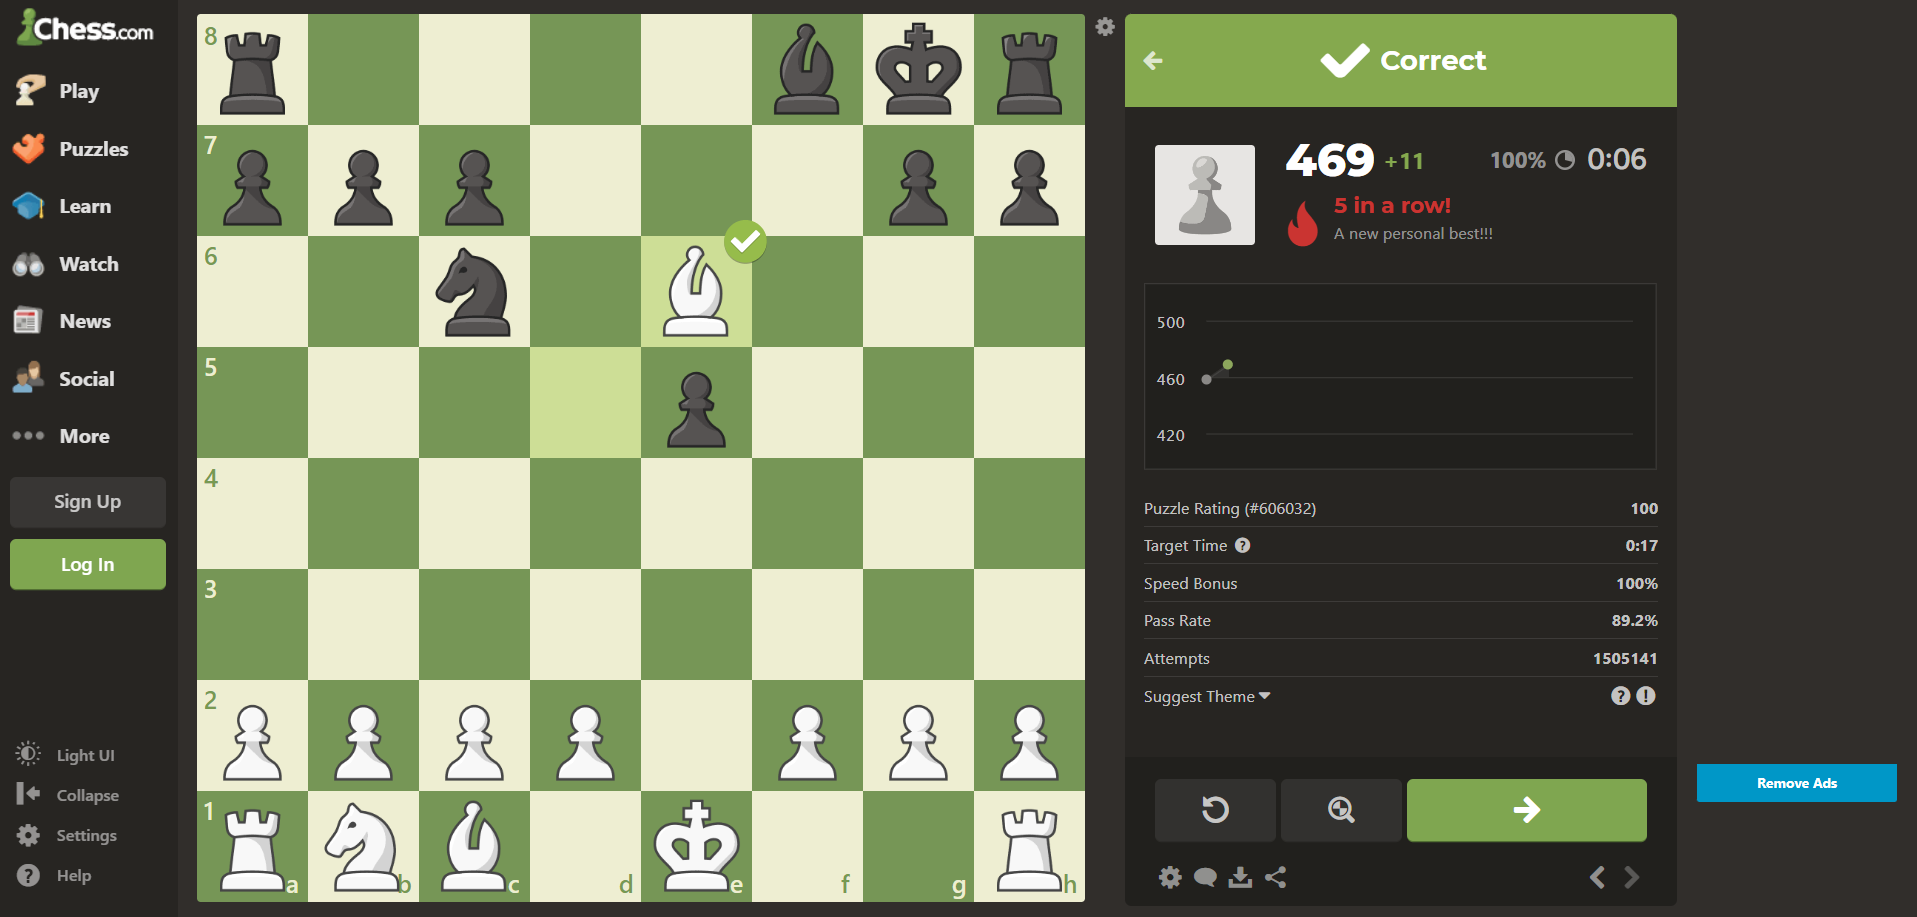 Chess.com
Play
Puzzles
Learn
Watch
News
Social
More
Sign Up
Log In
Light UI
Collapse
Settings
Help
8
7
6
5
4
3
2
1
a b c d e f g h
Correct
469 +11 100% 0:06
5 in a row!
A new personal best!!!
500
460
420
Puzzle Rating (#606032) 100
Target Time ? 0:17
Speed Bonus 100%
Pass Rate 89.2%
Attempts 1505141
Suggest Theme ? !
Remove Ads